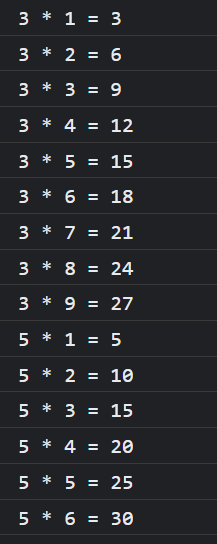 3 * 1 = 3
3 * 2 = 6
3 * 3 = 9
3 * 4 = 12
3 * 5 = 15
3 * 6 = 18
3 * 7 = 21
3 * 8 = 24
3 * 9 = 27
5 * 1 = 5
5 * 2 = 10
5 * 3 = 15
5 * 4 = 20
5 * 5 = 25
5 * 6 = 30